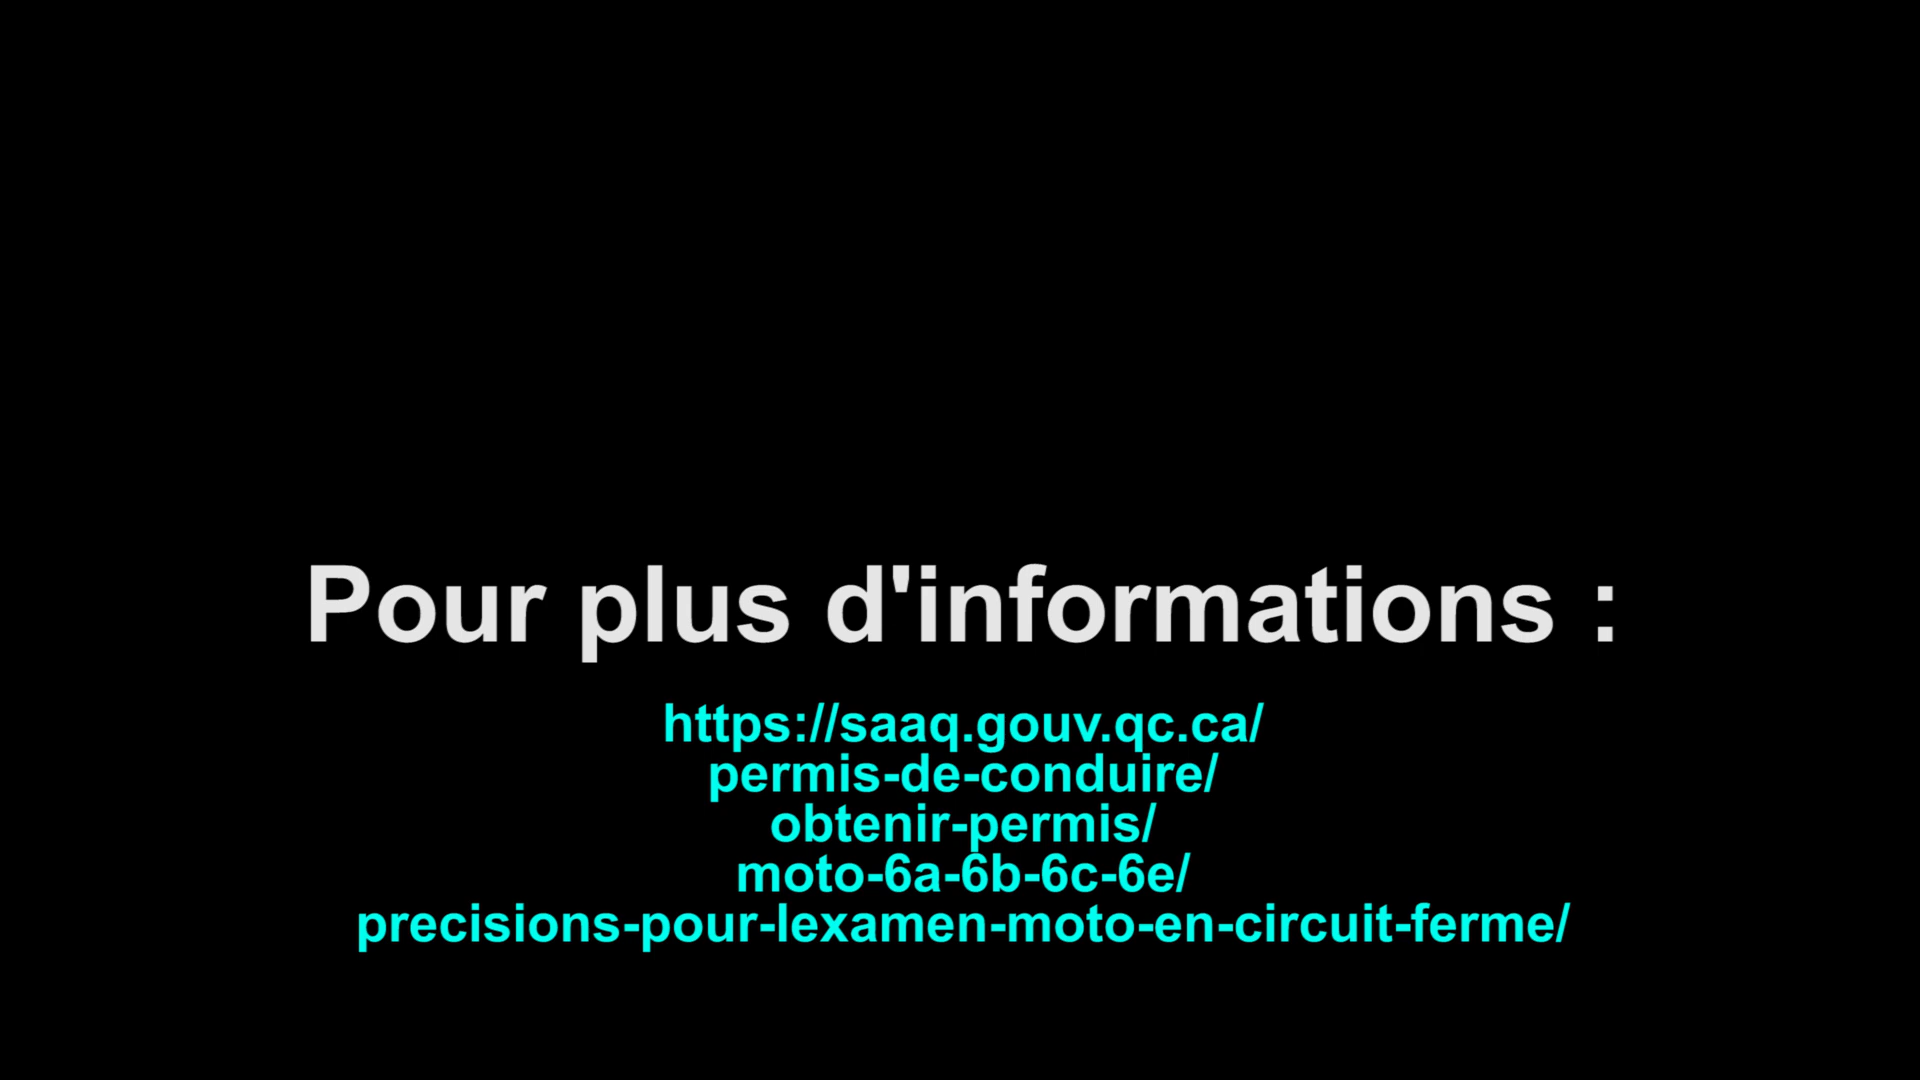 Pour plus d'informations :
https://saaq.gouv.qc.ca/
permis-de-conduire/
obtenir-permis/
moto-6a-6b-6c-6e/
precisions-pour-lexamen-moto-en-circuit-ferme/